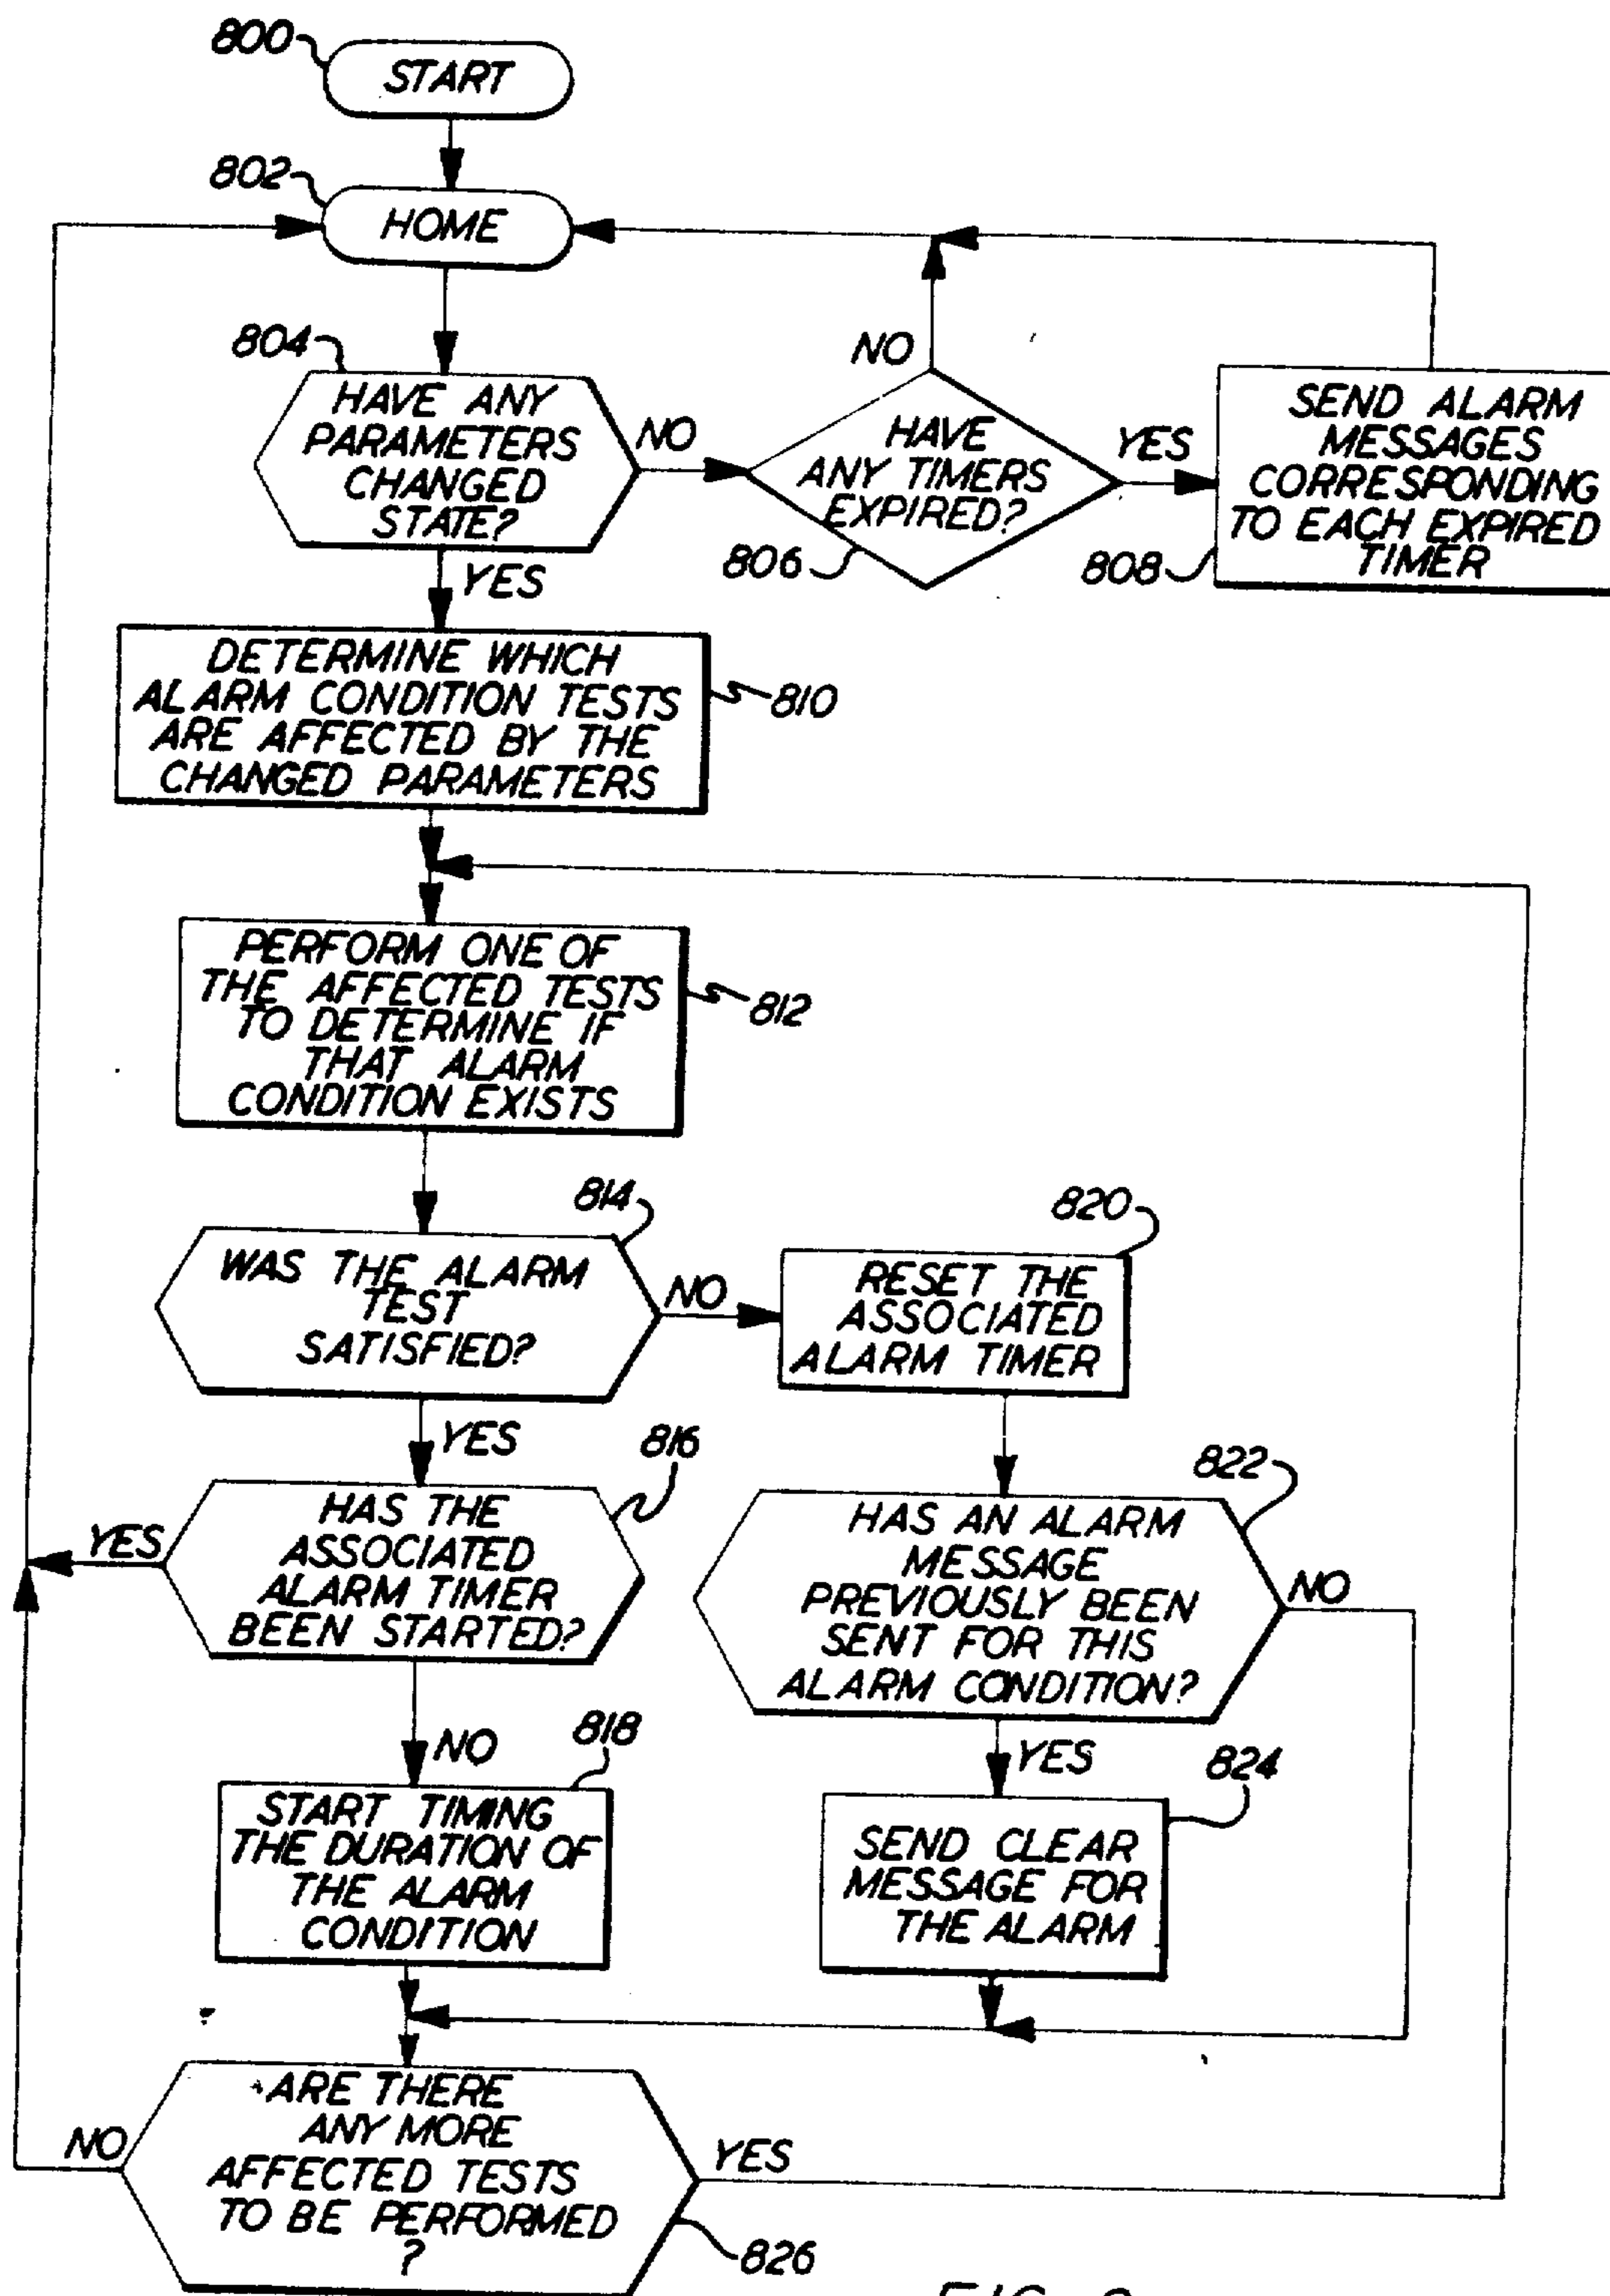 800
START
802
HOME
804
HAVE ANY
PARAMETERS
CHANGED
STATE?
NO
YES
NO
HAVE
ANY TIMERS
EXPIRED?
806
YES
SEND ALARM
MESSAGES
CORRESPONDING
TO EACH EXPIRED
TIMER
808
DETERMINE WHICH
ALARM CONDITION TESTS
ARE AFFECTED BY THE
CHANGED PARAMETERS
810
PERFORM ONE OF
THE AFFECTED TESTS
TO DETERMINE IF
THAT ALARM
CONDITION EXISTS
812
814
WAS THE ALARM
TEST
SATISFIED?
NO
YES
820
RESET THE
ASSOCIATED
ALARM TIMER
816
YES
HAS THE
ASSOCIATED
ALARM TIMER
BEEN STARTED?
NO
822
HAS AN ALARM
MESSAGE
PREVIOUSLY BEEN
SENT FOR THIS
ALARM CONDITION?
NO
YES
818
START TIMING
THE DURATION OF
THE ALARM
CONDITION
824
SEND CLEAR
MESSAGE FOR
THE ALARM
NO
ARE THERE
ANY MORE
AFFECTED TESTS
TO BE PERFORMED
?
YES
826